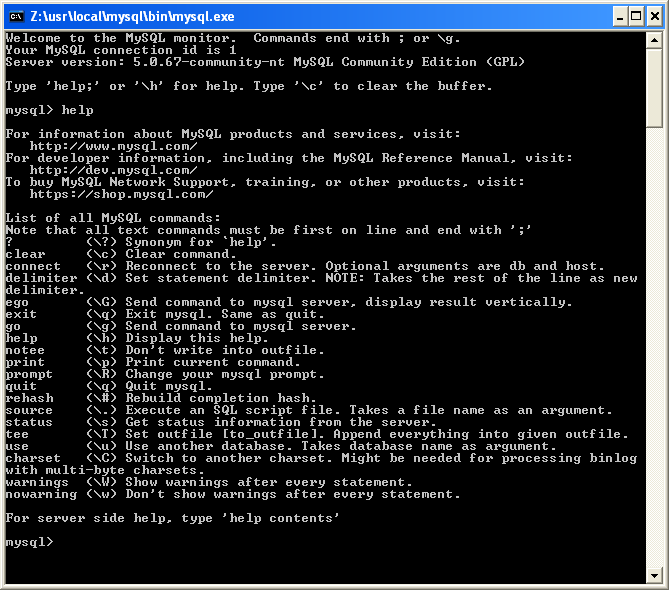 Z:\usr\local\mysql\bin\mysql.exe
Welcome to the MySQL monitor.  Commands end with ; or \g.
Your MySQL connection id is 1
Server version: 5.0.67-community-nt MySQL Community Edition (GPL)
Type 'help;' or '\h' for help. Type '\c' to clear the buffer.
mysql> help
For information about MySQL products and services, visit:
   http://www.mysql.com/
For developer information, including the MySQL Reference Manual, visit:
   http://dev.mysql.com/
To buy MySQL Network Support, training, or other products, visit:
   https://shop.mysql.com/
List of all MySQL commands:
Note that all text commands must be first on line and end with ';'
?         (\?) Synonym for `help'.
clear     (\c) Clear command.
connect   (\r) Reconnect to the server. Optional arguments are db and host.
delimiter (\d) Set statement delimiter. NOTE: Takes the rest of the line as new
delimiter.
ego       (\G) Send command to mysql server, display result vertically.
exit      (\q) Exit mysql. Same as quit.
go        (\g) Send command to mysql server.
help      (\h) Display this help.
notee     (\t) Don't write into outfile.
print     (\p) Print current command.
prompt    (\R) Change your mysql prompt.
quit      (\q) Quit mysql.
rehash    (\#) Rebuild completion hash.
source    (\.) Execute an SQL script file. Takes a file name as an argument.
status    (\s) Get status information from the server.
tee       (\T) Set outfile [to_outfile]. Append everything into given outfile.
use       (\u) Use another database. Takes database name as argument.
charset   (\C) Switch to another charset. Might be needed for processing binlog
with multi-byte charsets.
warnings  (\W) Show warnings after every statement.
nowarning (\w) Don't show warnings after every statement.
For server side help, type 'help contents'
mysql>